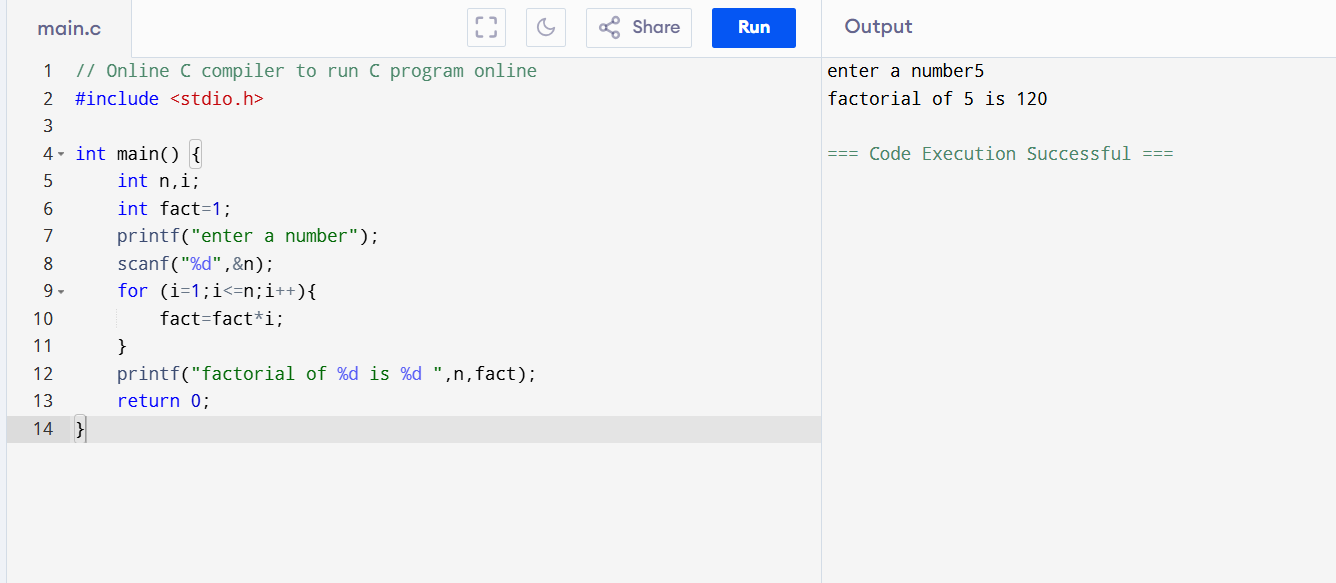 main.c
Share
Run
Output
1 // Online C compiler to run C program online
2 #include <stdio.h>
3
4 int main() {
5     int n,i;
6     int fact=1;
7     printf("enter a number");
8     scanf("%d",&n);
9     for (i=1;i<=n;i++){
10         fact=fact*i;
11     }
12     printf("factorial of %d is %d ",n,fact);
13     return 0;
14 }
enter a number5
factorial of 5 is 120
=== Code Execution Successful ===